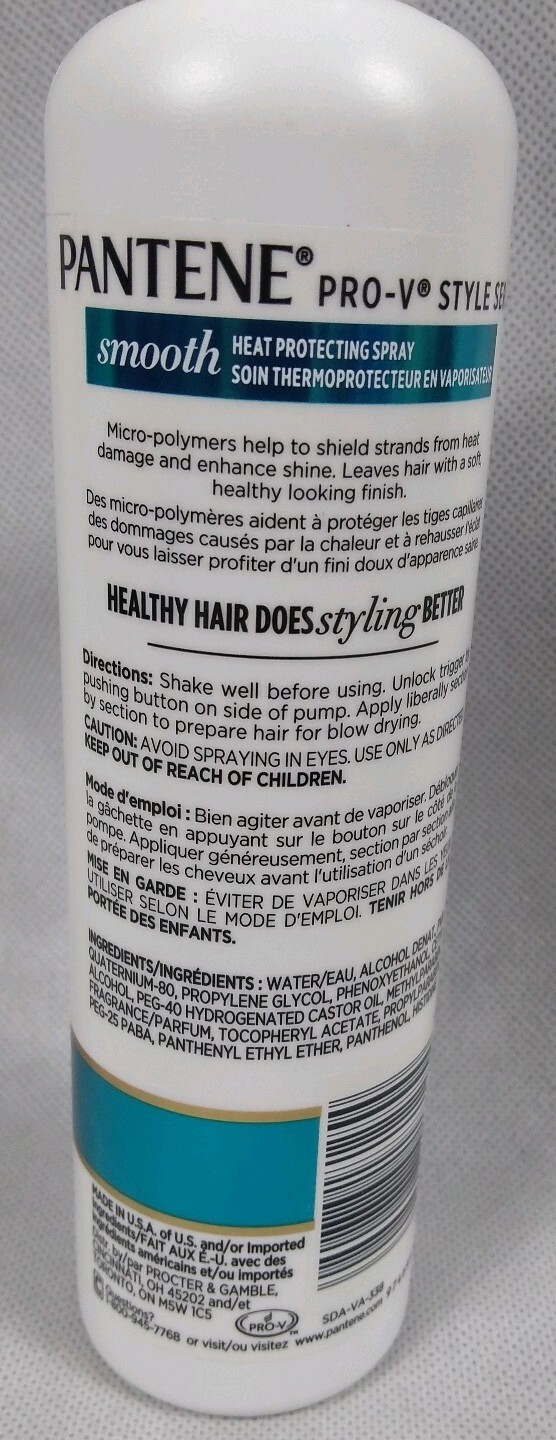 PANTENE® PRO-V® STYLE
smooth HEAT PROTECTING SPRAY
SOIN THERMOPROTECTEUR EN VAPORISATEUR
Micro-polymers help to shield strands from heat
damage and enhance shine. Leaves hair with a soft,
healthy looking finish.
Des micro-polymères aident à protéger les tiges capillaires
des dommages causés par la chaleur et à rehausser l'éclat
pour vous laisser profiter d'un fini doux d'apparence saine.
HEALTHY HAIR DOES styling BETTER
Directions: Shake well before using. Unlock trigger
pushing button on side of pump. Apply liberally section
by section to prepare hair for blow drying.
CAUTION: AVOID SPRAYING IN EYES. USE ONLY AS DIRECTED
KEEP OUT OF REACH OF CHILDREN.
Mode d'emploi : Bien agiter avant de vaporiser.
la gâchette en appuyant sur le bouton sur le côté de
pompe. Appliquer généreusement, section par section
de préparer les cheveux avant l'utilisation d'un séchoir.
MISE EN GARDE : ÉVITER DE VAPORISER DANS LES
UTILISER SELON LE MODE D'EMPLOI. TENIR HORS DE
PORTÉE DES ENFANTS.
INGREDIENTS/INGRÉDIENTS : WATER/EAU, ALCOHOL DENAT.
QUATERNIUM-80, PROPYLENE GLYCOL, PHENOXYETHANOL,
ALCOHOL, PEG-40 HYDROGENATED CASTOR OIL,
FRAGRANCE/PARFUM, TOCOPHERYL ACETATE,
PEG-25 PABA, PANTHENYL ETHYL ETHER, PANTHENOL,
MADE IN U.S.A. of U.S. and/or Imported
Ingredients/FAIT AUX É.-U. avec des
ingrédients américains et/ou importés
by/par PROCTER & GAMBLE,
CINCINNATI, OH 45202 and/et
TORONTO, ON M5W 1C5
Questions?
1-800-945-7768 or visit/ou visitez www.pantene.com
PRO-V™
SDA-VA-33B